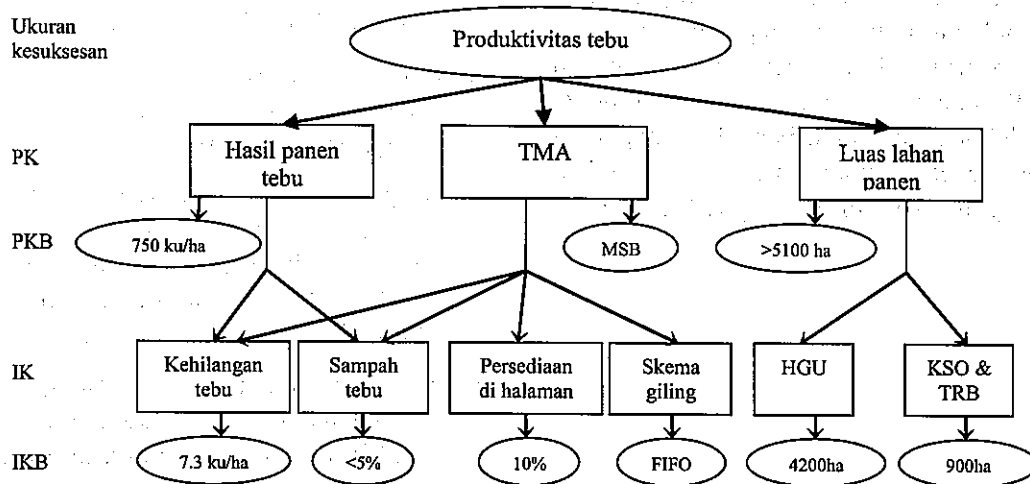 Ukuran
kesuksesan
Produktivitas tebu
PK
Hasil panen
tebu
TMA
Luas lahan
panen
PKB
750 ku/ha
MSB
>5100 ha
IK
Kehilangan
tebu
Sampah
tebu
Persediaan
di halaman
Skema
giling
HGU
KSO &
TRB
IKB
7.3 ku/ha
<5%
10%
FIFO
4200ha
900ha